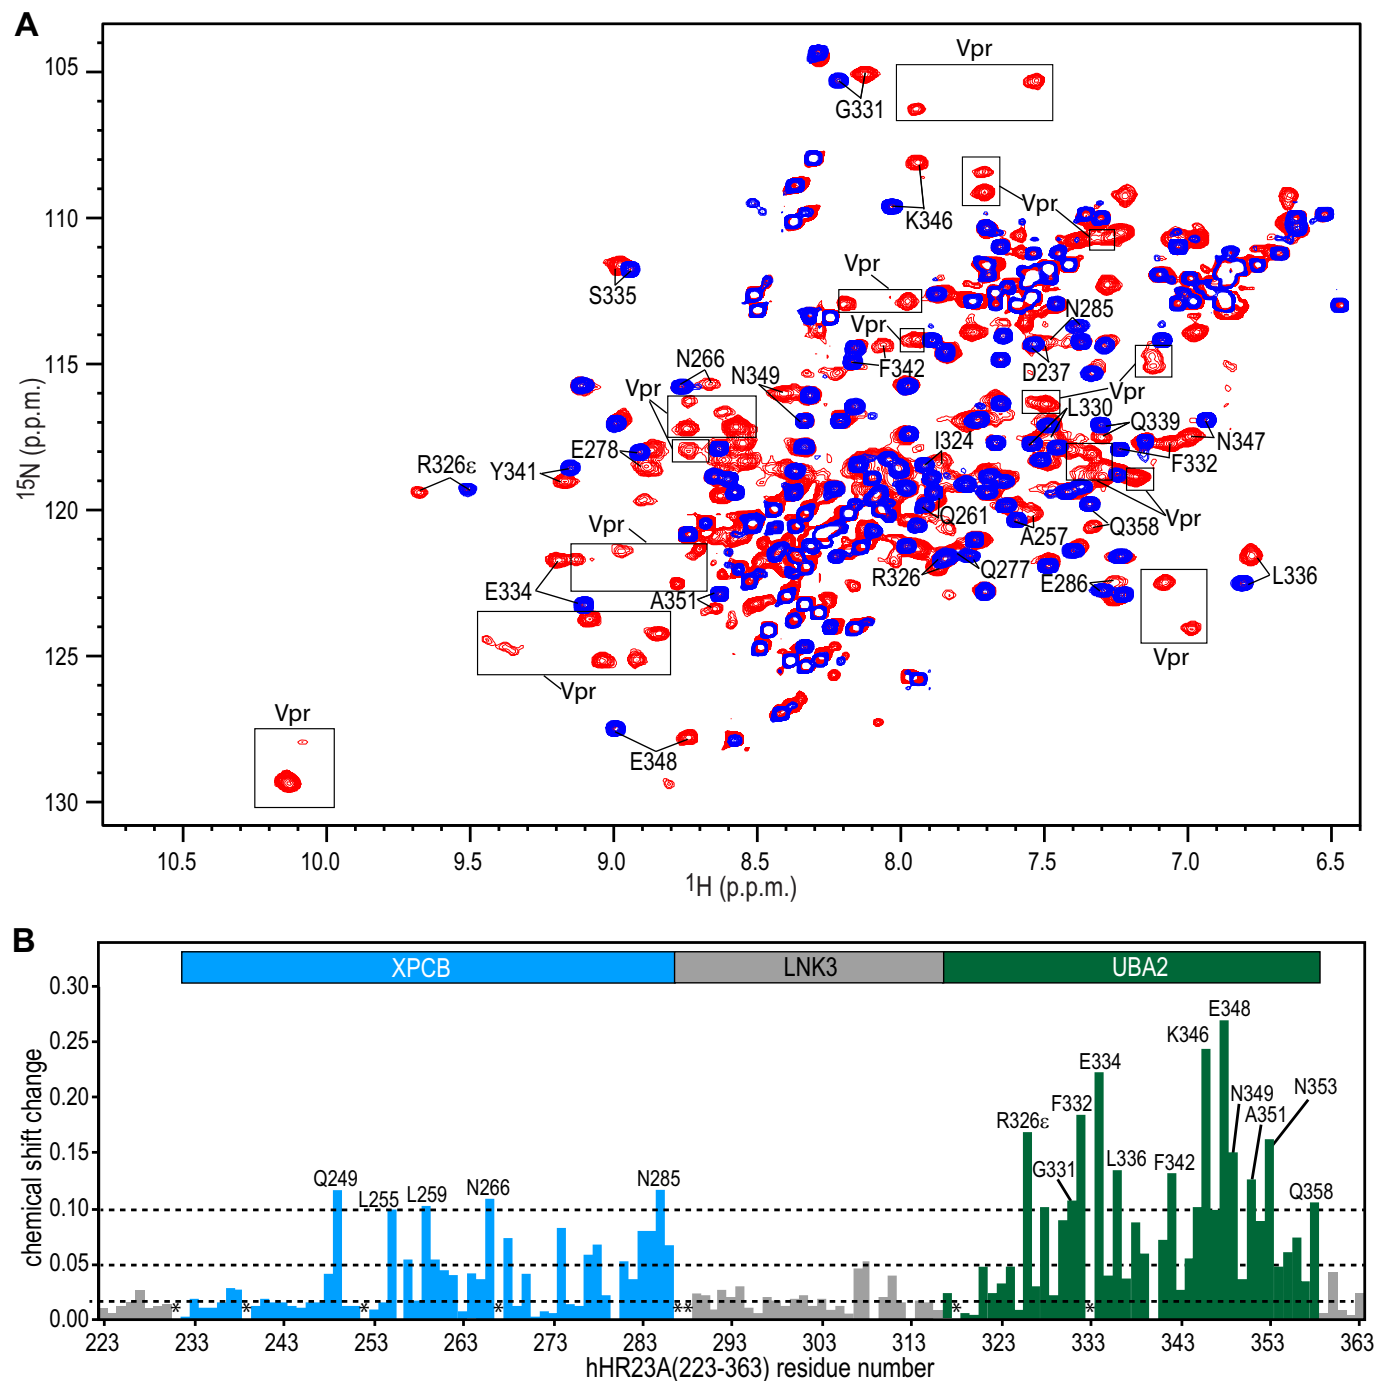 A
Vpr
105
G331
K346
Vpr
110
S335
Vpr
N285
Vpr
N266
N349
F342
D237
115
Vpr
Vpr
L330
Q339
E278
I324
N347
R326ε
Y341
F332
Q261
A257
Q358
Vpr
120
Vpr
R326
Q277
E286
L336
E334
A351
125
Vpr
Vpr
Vpr
E348
130
15N (p.p.m.)
10.5 10.0 9.5 9.0 8.5 8.0 7.5 7.0 6.5
1H (p.p.m.)
B
XPCB LNK3 UBA2
0.30
E348
K346
0.25
E334
N353
0.20
F332
N349
R326ε
A351
0.15
G331
L336
F342
Q249
L255
L259
N266
N285
Q358
0.10
0.05
* * * * ** * *
0.00
chemical shift change
223 233 243 253 263 273 283 293 303 313 323 333 343 353 363
hHR23A(223-363) residue number